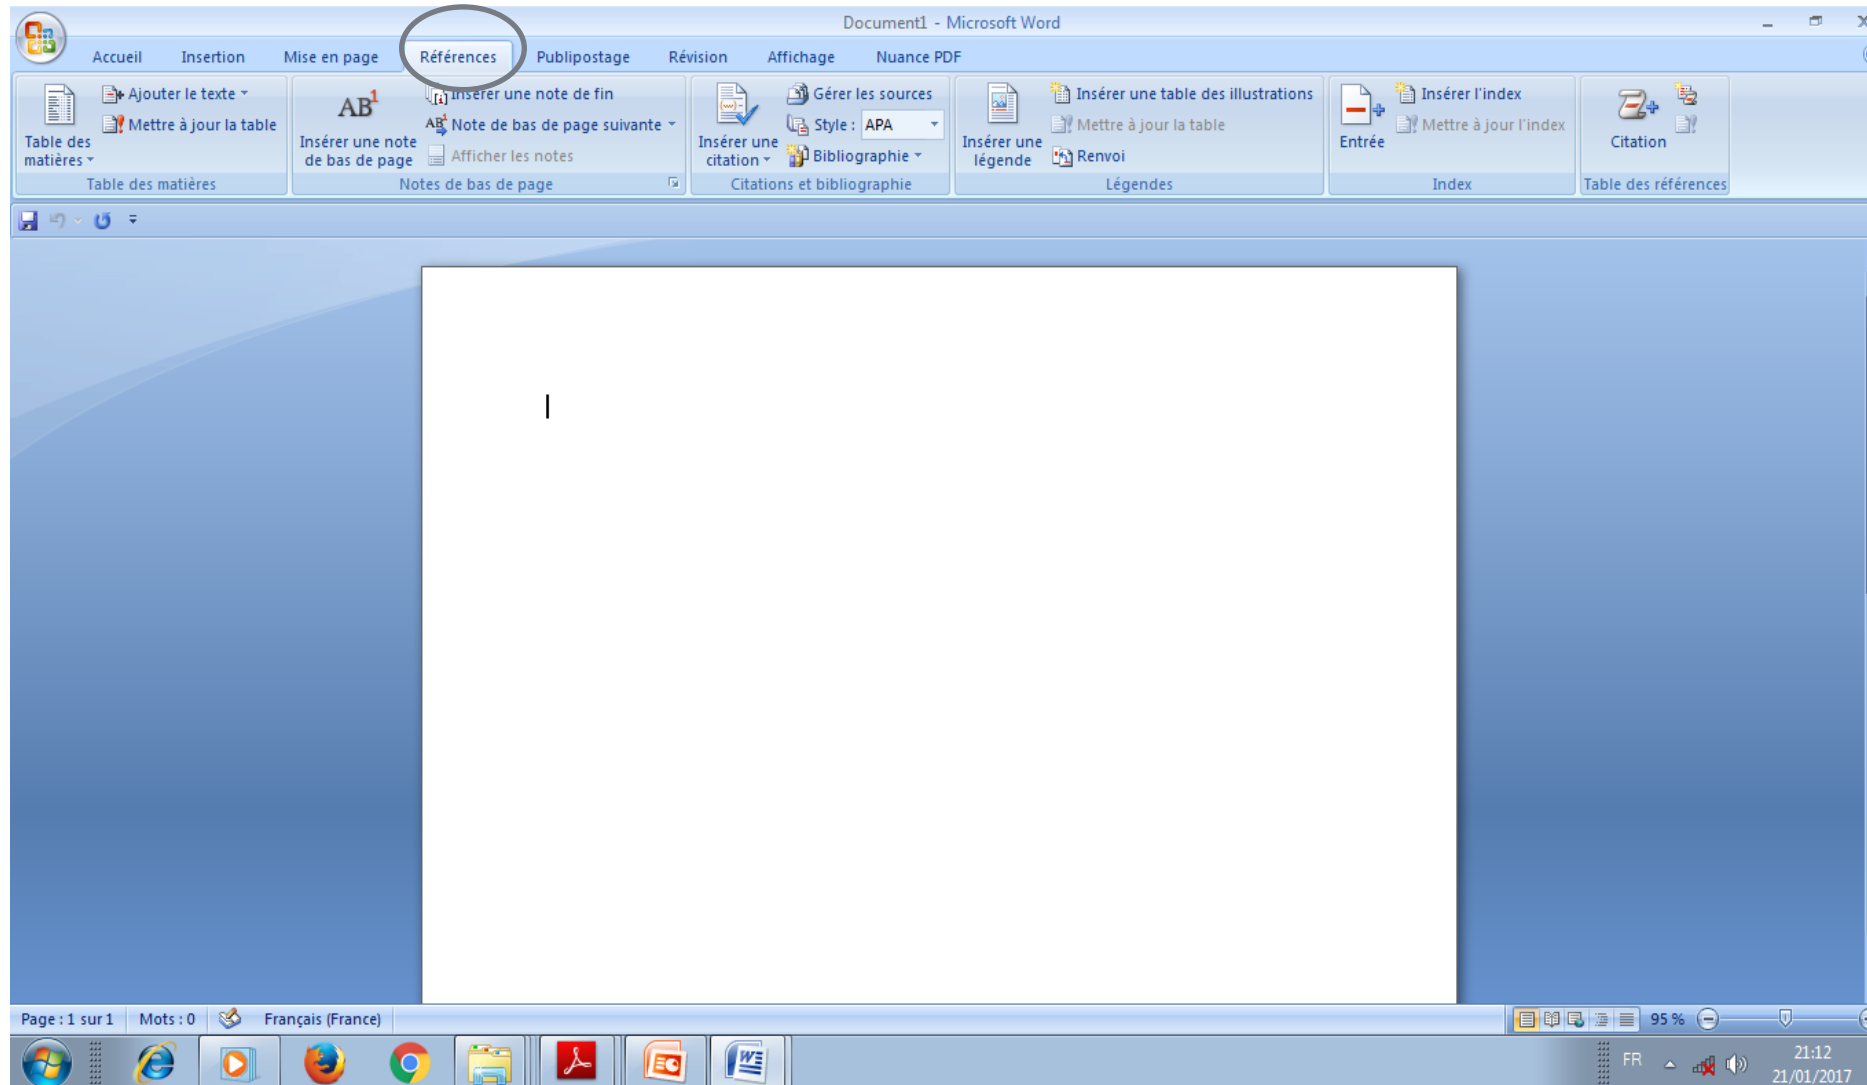 Document1 - Microsoft Word
Accueil Insertion Mise en page Références Publipostage Révision Affichage Nuance PDF
Table des matières
Ajouter le texte
Mettre à jour la table
Table des matières
AB1
Insérer une note de bas de page
[i] Insérer une note de fin
AB1 Note de bas de page suivante
Afficher les notes
Notes de bas de page
Insérer une citation
Gérer les sources
Style : APA
Bibliographie
Citations et bibliographie
Insérer une légende
Insérer une table des illustrations
Mettre à jour la table
Renvoi
Légendes
Entrée
Insérer l'index
Mettre à jour l'index
Index
Citation
Table des références
Page : 1 sur 1 Mots : 0 Français (France) 95 %
FR 21:12
21/01/2017